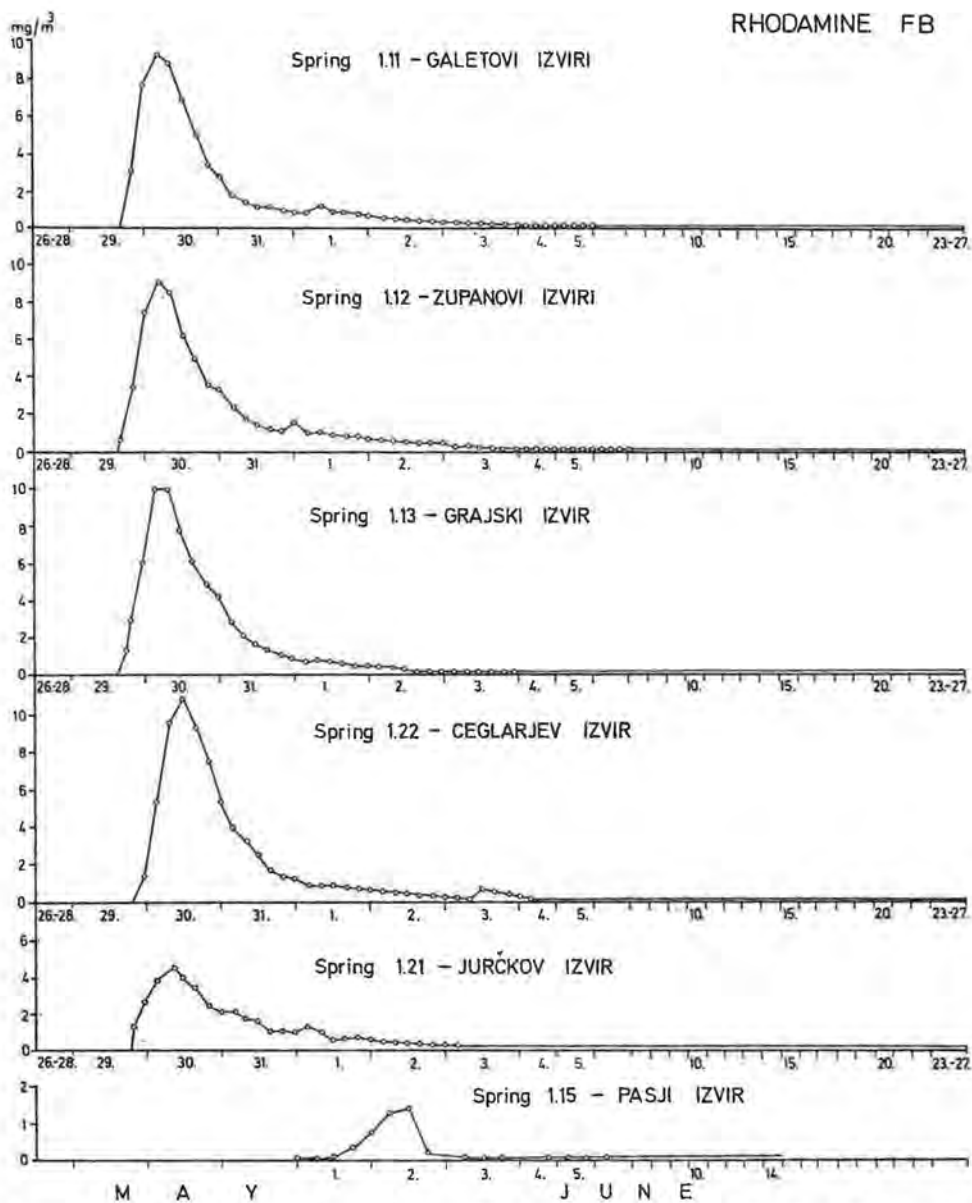 mg/m³
RHODAMINE FB
10
Spring 1.11 – GALETOVI IZVIRI
8
6
4
2
0
26.-28. 29. 30. 31. 1. 2. 3. 4. 5. 10. 15. 20. 23.-27.
10
Spring 1.12 – ZUPANOVI IZVIRI
8
6
4
2
0
26.-28. 29. 30. 31. 1. 2. 3. 4. 5. 10. 15. 20. 23.-27.
10
Spring 1.13 – GRAJSKI IZVIR
8
6
4
2
0
26.-28. 29. 30. 31. 1. 2. 3. 4. 5. 10. 15. 20. 23.-27.
Spring 1.22 – CEGLARJEV IZVIR
10
8
6
4
2
0
26.-28. 29. 30. 31. 1. 2. 3. 4. 5. 10. 15. 20. 23.-27.
6
Spring 1.21 – JURČKOV IZVIR
4
2
0
26.-28. 29. 30. 31. 1. 2. 3. 4. 5. 10. 15. 20. 23.-27.
2
Spring 1.15 – PASJI IZVIR
1
0
1. 2. 3. 4. 5. 10. 14.
M A Y J U N E